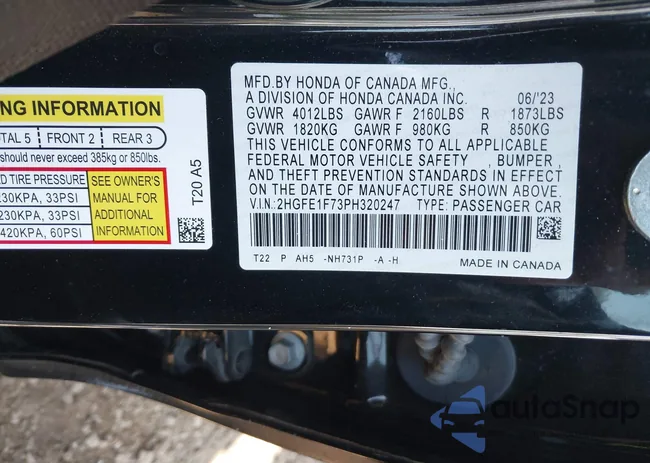 NG INFORMATION
OTAL 5 FRONT 2 REAR 3
should never exceed 385kg or 850lbs.
D TIRE PRESSURE
230KPA, 33PSI
230KPA, 33PSI
420KPA, 60PSI
SEE OWNER'S
MANUAL FOR
ADDITIONAL
INFORMATION
T20 A5
MFD.BY HONDA OF CANADA MFG.,
A DIVISION OF HONDA CANADA INC. 06/'23
GVWR 4012LBS GAWR F 2160LBS R 1873LBS
GVWR 1820KG GAWR F 980KG R 850KG
THIS VEHICLE CONFORMS TO ALL APPLICABLE
FEDERAL MOTOR VEHICLE SAFETY , BUMPER,
AND THEFT PREVENTION STANDARDS IN EFFECT
ON THE DATE OF MANUFACTURE SHOWN ABOVE.
V.I.N.:2HGFE1F73PH320247 TYPE: PASSENGER CAR
T22 P AH5 -NH731P -A -H
MADE IN CANADA
autoSnap